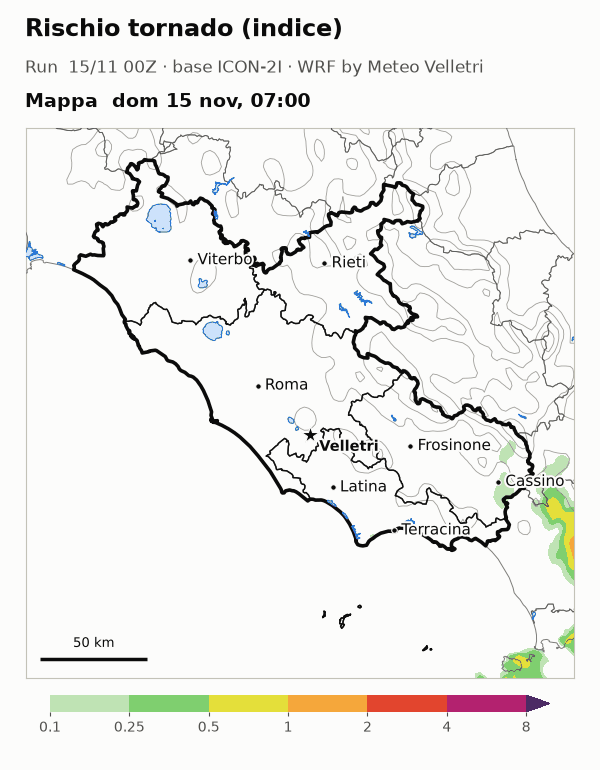 Rischio tornado (indice)
Run  15/11 00Z · base ICON-2I · WRF by Meteo Velletri
Mappa  dom 15 nov, 07:00
Viterbo
Rieti
Roma
Velletri
Frosinone
Cassino
Latina
Terracina
50 km
0.1 0.25 0.5 1 2 4 8